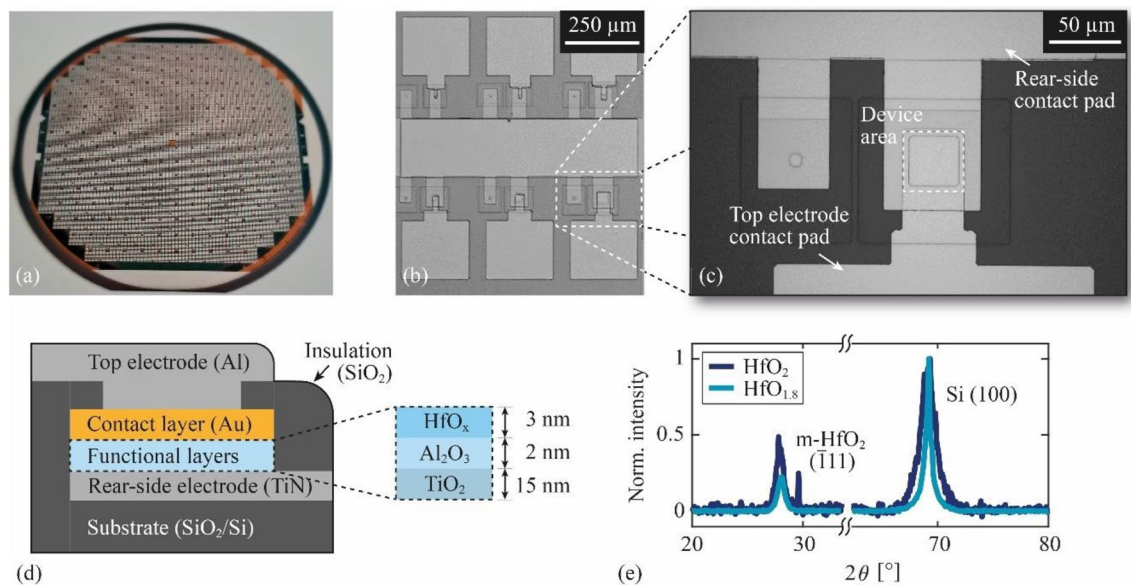 (a)
250 µm
(b)
50 µm
Rear-side
contact pad
Device
area
Top electrode
contact pad
(c)
Top electrode (Al)
Insulation
(SiO₂)
Contact layer (Au)
Functional layers
Rear-side electrode (TiN)
Substrate (SiO₂/Si)
HfOₓ
3 nm
Al₂O₃
2 nm
TiO₂
15 nm
(d)
Norm. intensity
1
0.5
0
HfO₂
HfO₁.₈
Si (100)
m-HfO₂
(1̄11)
20
30
70
80
2θ [°]
(e)